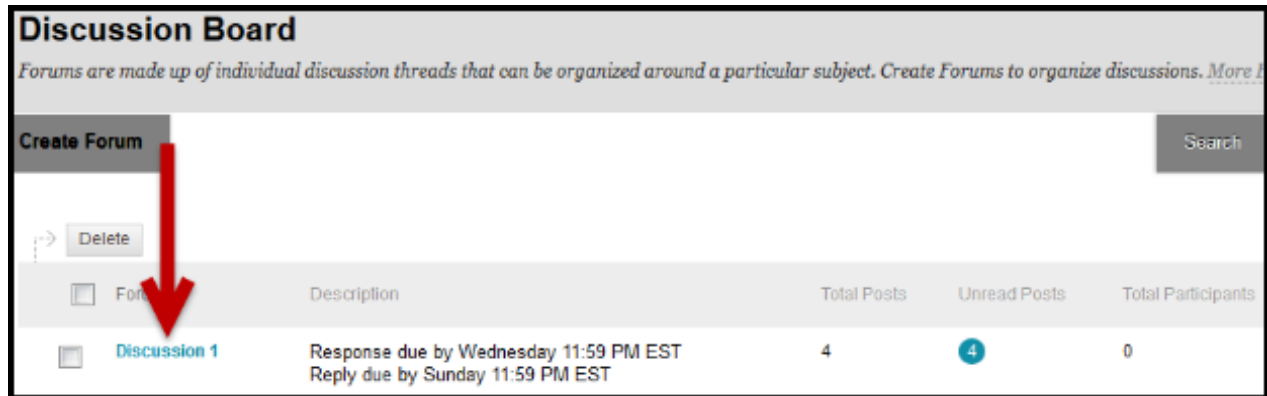 Discussion Board
Forums are made up of individual discussion threads that can be organized around a particular subject. Create Forums to organize discussions. More
Create Forum
Search
Delete
Description Total Posts Unread Posts Total Participants
Discussion 1 Response due by Wednesday 11:59 PM EST 4 4 0
Reply due by Sunday 11:59 PM EST